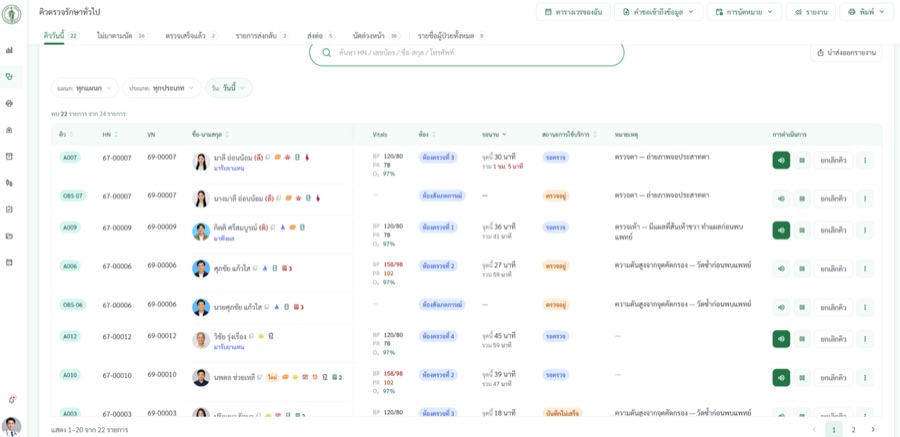 คิวตรวจรักษาทั่วไป
ตารางเวรของฉัน
คำขอเข้าถึงข้อมูล
การนัดหมาย
รายงาน
พิมพ์
คิววันนี้ 22
ไม่มาตามนัด 26
ตรวจเสร็จแล้ว 2
รายการส่งกลับ 2
ส่งต่อ 5
นัดล่วงหน้า 36
รายชื่อผู้ป่วยทั้งหมด 8
ค้นหา HN / เลขบัตร / ชื่อ-สกุล / โทรศัพท์
นำส่งออกรายงาน
แผนก: ทุกแผนก
ประเภท: ทุกประเภท
วัน: วันนี้
พบ 22 รายการ จาก 24 รายการ
คิว HN VN ชื่อ-นามสกุล Vitals ห้อง รอนาน สถานะการใช้บริการ หมายเหตุ การดำเนินการ
A007 67-00007 69-00007 มาลี อ่อนน้อม (ลี) BP 120/80 ห้องตรวจที่ 3 จุดนี้ 30 นาที รอตรวจ ตรวจตา — ถ่ายภาพจอประสาทตา ยกเลิกคิว
มารับยาแทน PR 78 รวม 1 ชม. 5 นาที
O₂ 97%
OBS-07 67-00007 69-00007 นางมาลี อ่อนน้อม (ลี) — ห้องสังเกตการณ์ — ตรวจอยู่ ตรวจตา — ถ่ายภาพจอประสาทตา ยกเลิกคิว
A009 67-00009 69-00009 กิตติ ศรีสมบูรณ์ (ติ) BP 120/80 ห้องตรวจที่ 1 จุดนี้ 36 นาที รอตรวจ ตรวจเท้า — มีแผลที่ส้นเท้าขวา ทำแผลก่อนพบแพทย์ ยกเลิกคิว
มาฟังผล PR 78 รวม 41 นาที
O₂ 97%
A006 67-00006 69-00006 ศุภชัย แก้วใส 3 BP 158/98 ห้องตรวจที่ 2 จุดนี้ 27 นาที ตรวจอยู่ ความดันสูงจากจุดคัดกรอง — วัดซ้ำก่อนพบแพทย์ ยกเลิกคิว
PR 102 รวม 59 นาที
O₂ 97%
OBS-06 67-00006 69-00006 นายศุภชัย แก้วใส 3 — ห้องสังเกตการณ์ — ตรวจอยู่ ความดันสูงจากจุดคัดกรอง — วัดซ้ำก่อนพบแพทย์ ยกเลิกคิว
A012 67-00012 69-00012 วิชัย รุ่งเรือง BP 120/80 ห้องตรวจที่ 4 จุดนี้ 45 นาที รอตรวจ — ยกเลิกคิว
มารับยาแทน PR 78 รวม 59 นาที
O₂ 97%
A010 67-00010 69-00010 นพดล ช่วยเหลือ ใหม่ 2 BP 158/98 ห้องตรวจที่ 2 จุดนี้ 39 นาที รอตรวจ — ยกเลิกคิว
PR 102 รวม 47 นาที
O₂ 97%
A003 67-00003 69-00003 2 BP 120/80 ห้องตรวจที่ 3 จุดนี้ 18 นาที บันทึกไม่เสร็จ ความดันสูงจากจุดคัดกรอง — วัดซ้ำก่อนพบแพทย์
แสดง 1–20 จาก 22 รายการ
1 2